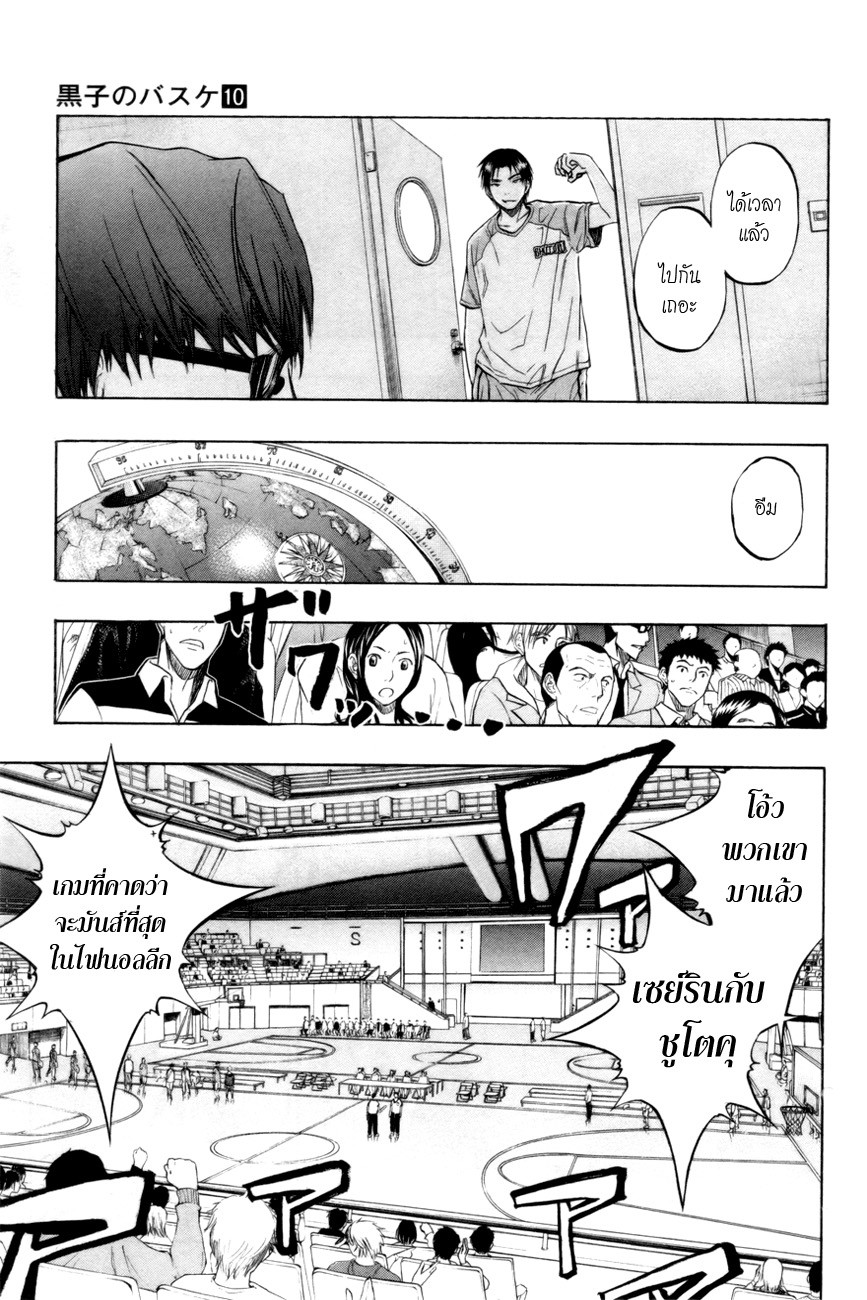 黒子のバスケ10
ได้เวลา
แล้ว
ไปกัน
เถอะ
อืม
ザワ
ッ‥
โอ้ว
พวกเขา
มาแล้ว
เซย์รินกับ
ชูโตคุ
เกมที่คาดว่า
จะมันส์ที่สุด
ในไฟนอลลีก
ワアアアア